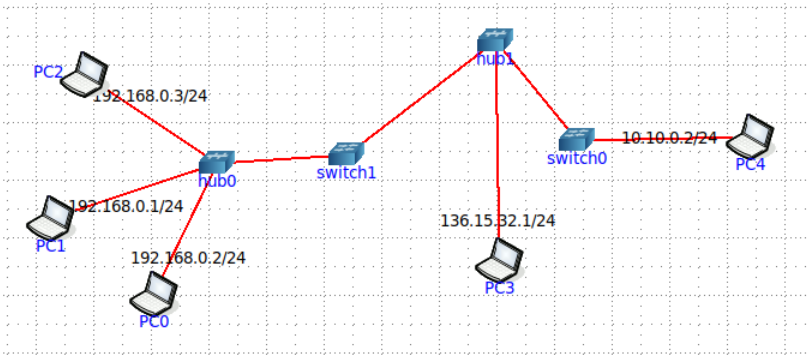 hub1
PC2
192.168.0.3/24
10.10.0.2/24
switch0
PC4
switch1
hub0
192.168.0.1/24
136.15.32.1/24
PC1
192.168.0.2/24
PC3
PC0